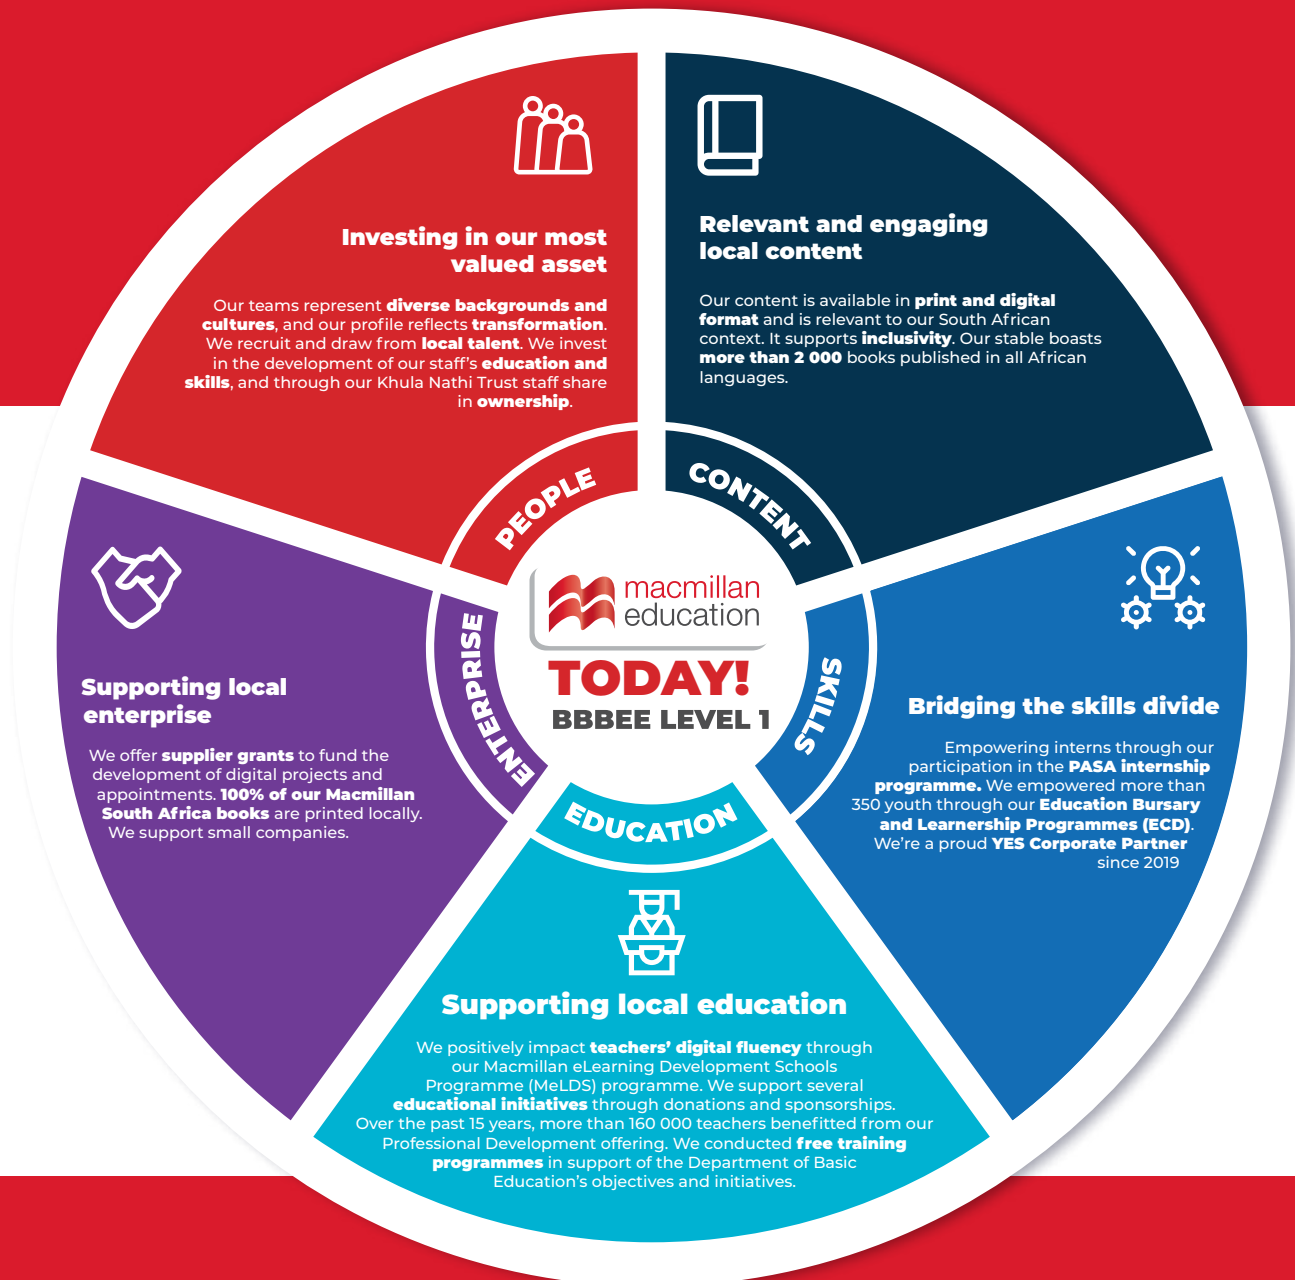 Investing in our most
valued asset
Our teams represent diverse backgrounds and
cultures, and our profile reflects transformation.
We recruit and draw from local talent. We invest
in the development of our staff's education and
skills, and through our Khula Nathi Trust staff share
in ownership.
PEOPLE
Relevant and engaging
local content
Our content is available in print and digital
format and is relevant to our South African
context. It supports inclusivity. Our stable boasts
more than 2 000 books published in all African
languages.
CONTENT
macmillan
education
TODAY!
BBBEE LEVEL 1
Supporting local
enterprise
We offer supplier grants to fund the
development of digital projects and
appointments. 100% of our Macmillan
South Africa books are printed locally.
We support small companies.
ENTERPRISE
SKILLS
Bridging the skills divide
Empowering interns through our
participation in the PASA internship
programme. We empowered more than
350 youth through our Education Bursary
and Learnership Programmes (ECD).
We're a proud YES Corporate Partner
since 2019
EDUCATION
Supporting local education
We positively impact teachers' digital fluency through
our Macmillan eLearning Development Schools
Programme (MeLDS) programme. We support several
educational initiatives through donations and sponsorships.
Over the past 15 years, more than 160 000 teachers benefitted from our
Professional Development offering. We conducted free training
programmes in support of the Department of Basic
Education's objectives and initiatives.